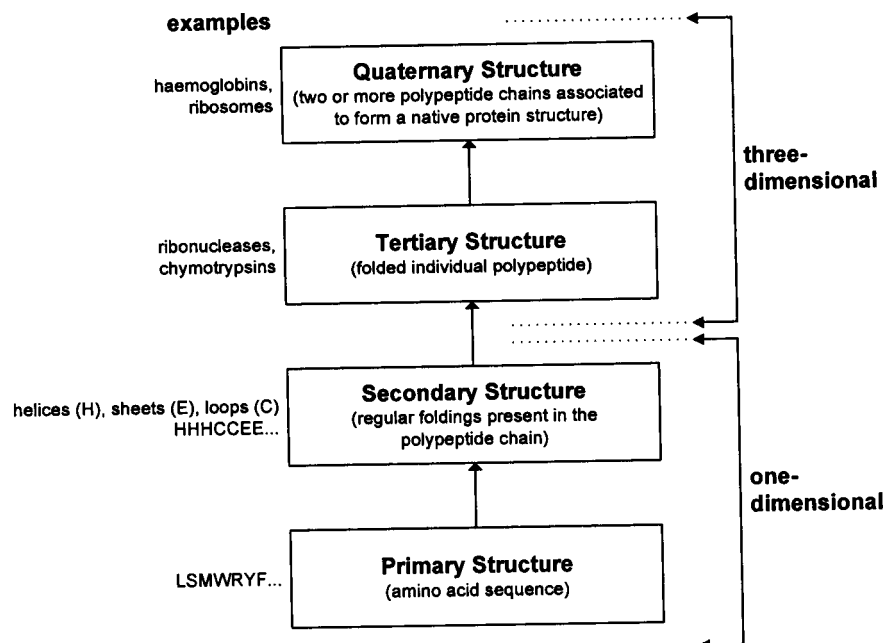 examples
Quaternary Structure
(two or more polypeptide chains associated
to form a native protein structure)
haemoglobins,
ribosomes
three-
dimensional
Tertiary Structure
(folded individual polypeptide)
ribonucleases,
chymotrypsins
Secondary Structure
(regular foldings present in the
polypeptide chain)
helices (H), sheets (E), loops (C)
HHHCCEE...
one-
dimensional
Primary Structure
(amino acid sequence)
LSMWRYF...